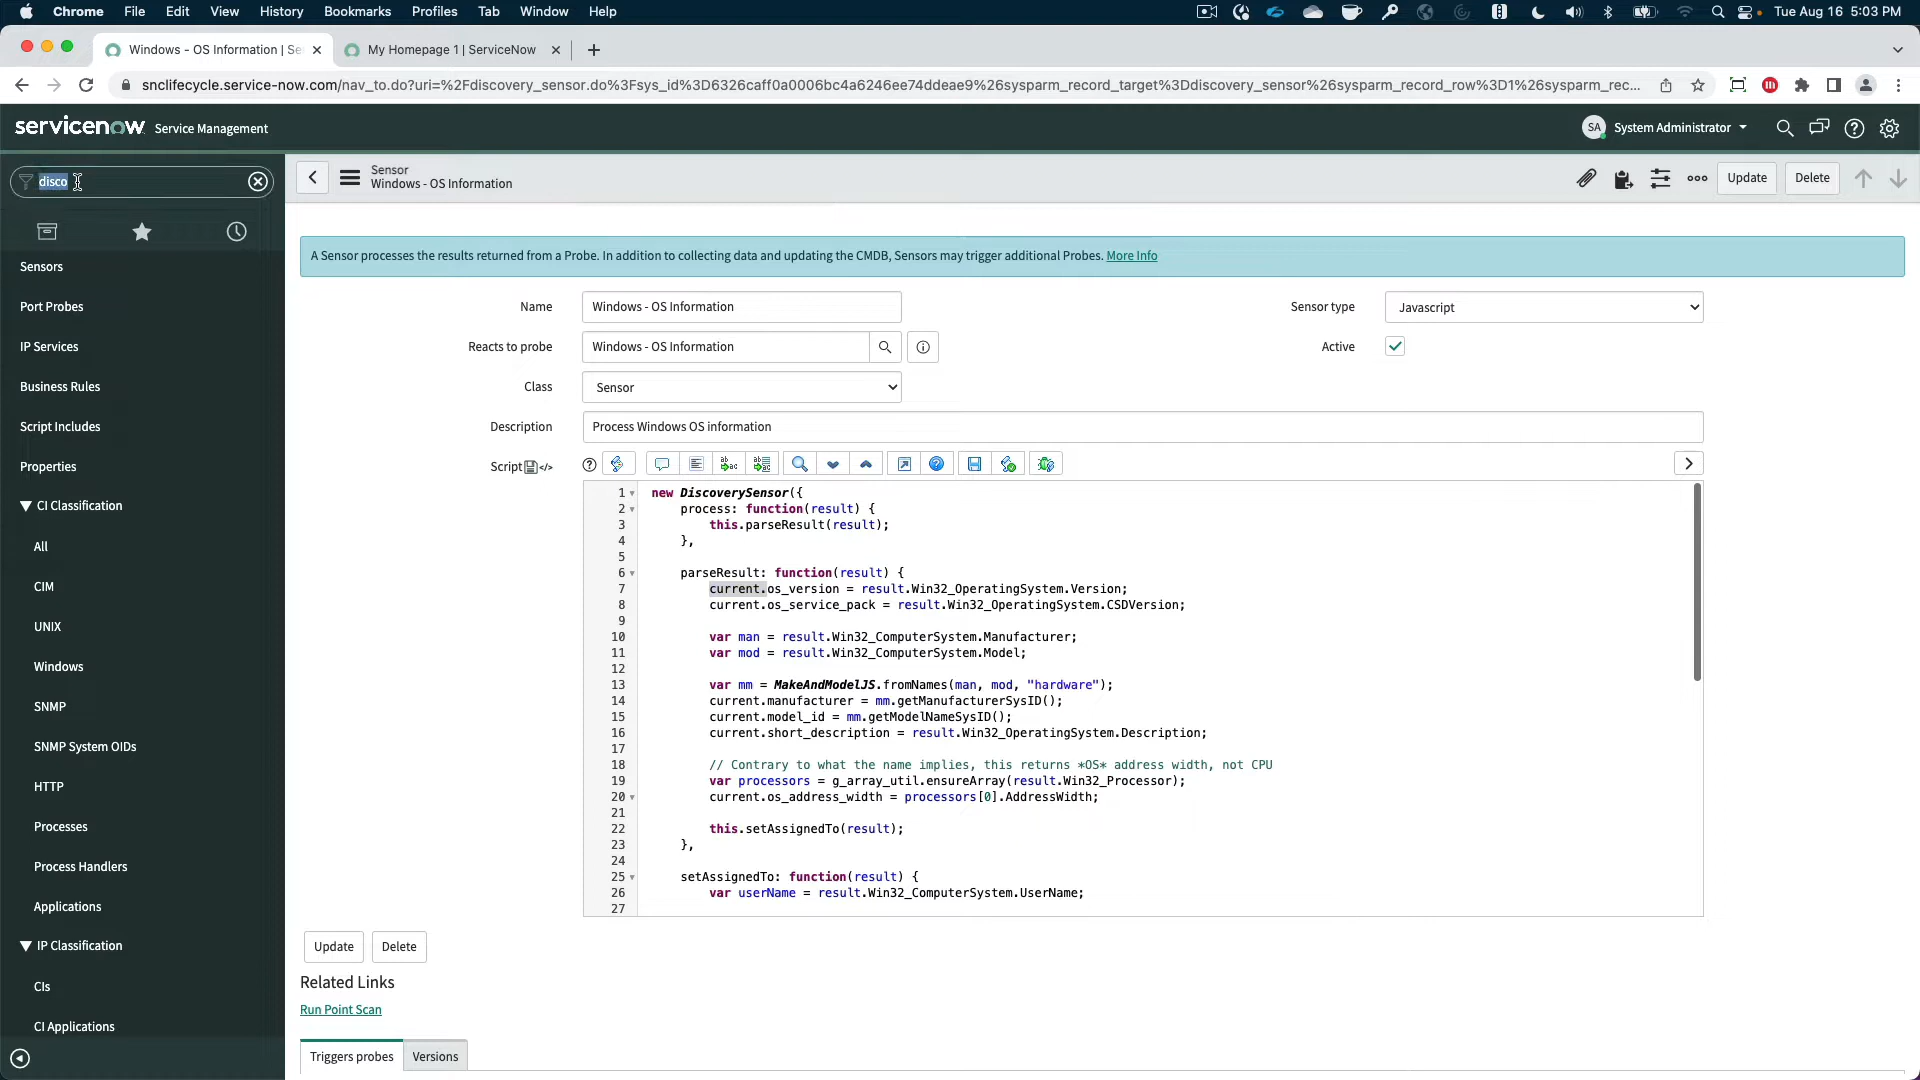 Chrome File Edit View History Bookmarks Profiles Tab Window Help Tue Aug 16 5:03 PM
Windows - OS Information | Se My Homepage 1 | ServiceNow
snclifecycle.service-now.com/nav_to.do?uri=%2Fdiscovery_sensor.do%3Fsys_id%3D6326caff0a0006bc4a6246ee74ddeae9%26sysparm_record_target%3Ddiscovery_sensor%26sysparm_record_row%3D1%26sysparm_rec...
servicenow Service Management SA System Administrator
disco
Sensor
Windows - OS Information
Update Delete
Sensors
Port Probes
IP Services
Business Rules
Script Includes
Properties
CI Classification
All
CIM
UNIX
Windows
SNMP
SNMP System OIDs
HTTP
Processes
Process Handlers
Applications
IP Classification
CIs
CI Applications
A Sensor processes the results returned from a Probe. In addition to collecting data and updating the CMDB, Sensors may trigger additional Probes. More Info
Name Windows - OS Information Sensor type Javascript
Reacts to probe Windows - OS Information Active
Class Sensor
Description Process Windows OS information
Script
1 new DiscoverySensor({
2 process: function(result) {
3 this.parseResult(result);
4 },
5
6 parseResult: function(result) {
7 current.os_version = result.Win32_OperatingSystem.Version;
8 current.os_service_pack = result.Win32_OperatingSystem.CSDVersion;
9
10 var man = result.Win32_ComputerSystem.Manufacturer;
11 var mod = result.Win32_ComputerSystem.Model;
12
13 var mm = MakeAndModelJS.fromNames(man, mod, "hardware");
14 current.manufacturer = mm.getManufacturerSysID();
15 current.model_id = mm.getModelNameSysID();
16 current.short_description = result.Win32_OperatingSystem.Description;
17
18 // Contrary to what the name implies, this returns *OS* address width, not CPU
19 var processors = g_array_util.ensureArray(result.Win32_Processor);
20 current.os_address_width = processors[0].AddressWidth;
21
22 this.setAssignedTo(result);
23 },
24
25 setAssignedTo: function(result) {
26 var userName = result.Win32_ComputerSystem.UserName;
27
Update Delete
Related Links
Run Point Scan
Triggers probes Versions